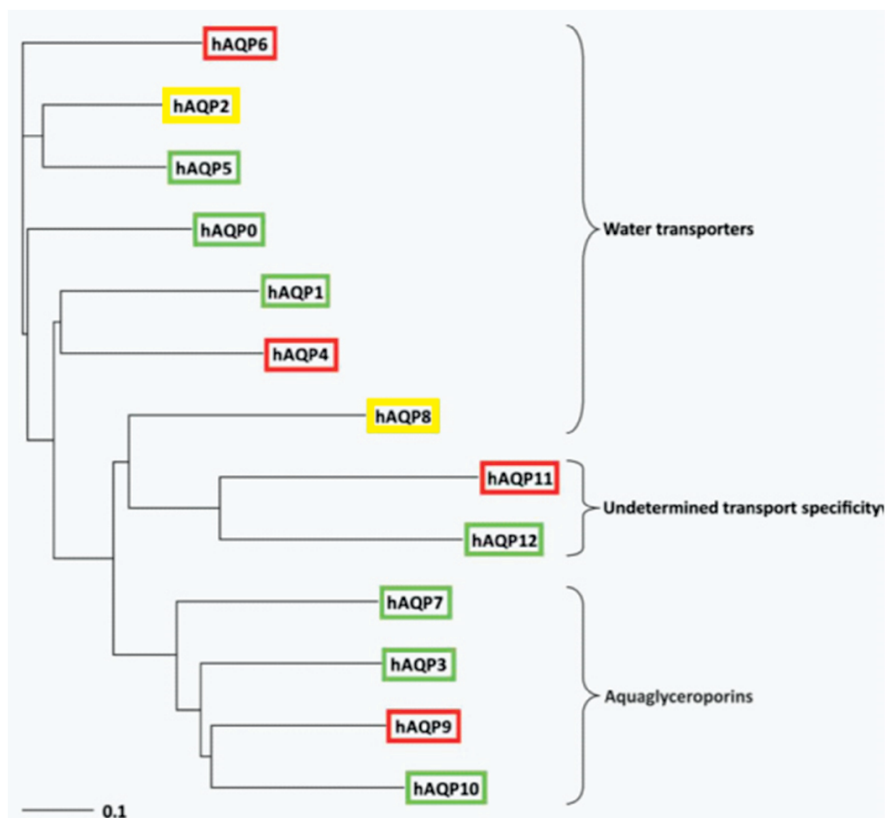 hAQP6
hAQP2
hAQP5
hAQP0
Water transporters
hAQP1
hAQP4
hAQP8
hAQP11
Undetermined transport specificity
hAQP12
hAQP7
hAQP3
Aquaglyceroporins
hAQP9
hAQP10
0.1